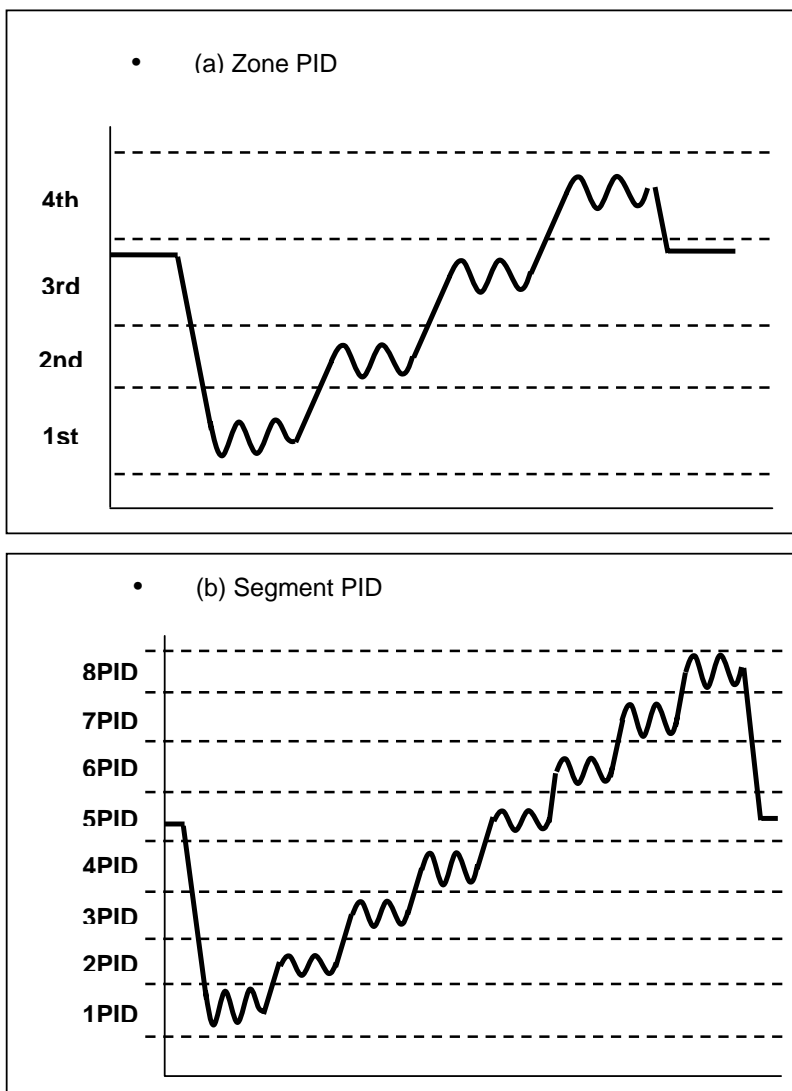 • (a) Zone PID
4th
3rd
2nd
1st
• (b) Segment PID
8PID
7PID
6PID
5PID
4PID
3PID
2PID
1PID